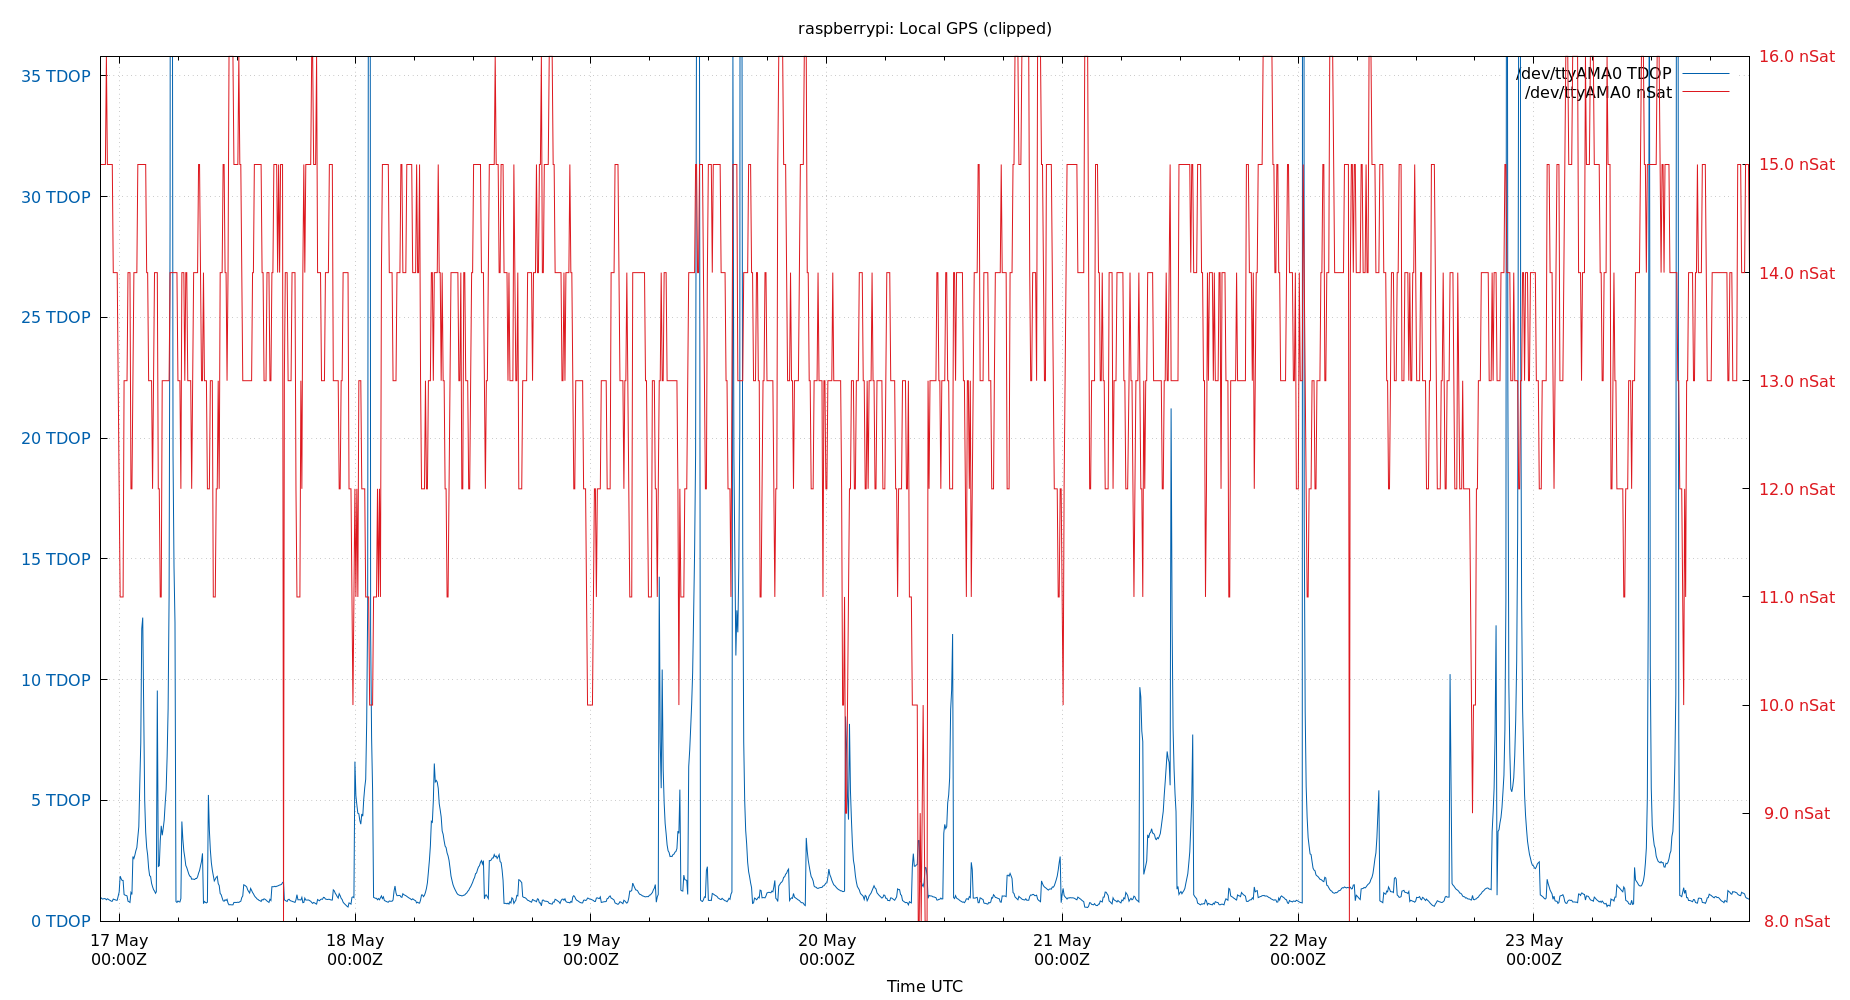 raspberrypi: Local GPS (clipped)
35 TDOP
30 TDOP
25 TDOP
20 TDOP
15 TDOP
10 TDOP
5 TDOP
0 TDOP
16.0 nSat
15.0 nSat
14.0 nSat
13.0 nSat
12.0 nSat
11.0 nSat
10.0 nSat
9.0 nSat
8.0 nSat
/dev/ttyAMA0 TDOP
/dev/ttyAMA0 nSat
17 May
00:00Z
18 May
00:00Z
19 May
00:00Z
20 May
00:00Z
21 May
00:00Z
22 May
00:00Z
23 May
00:00Z
Time UTC